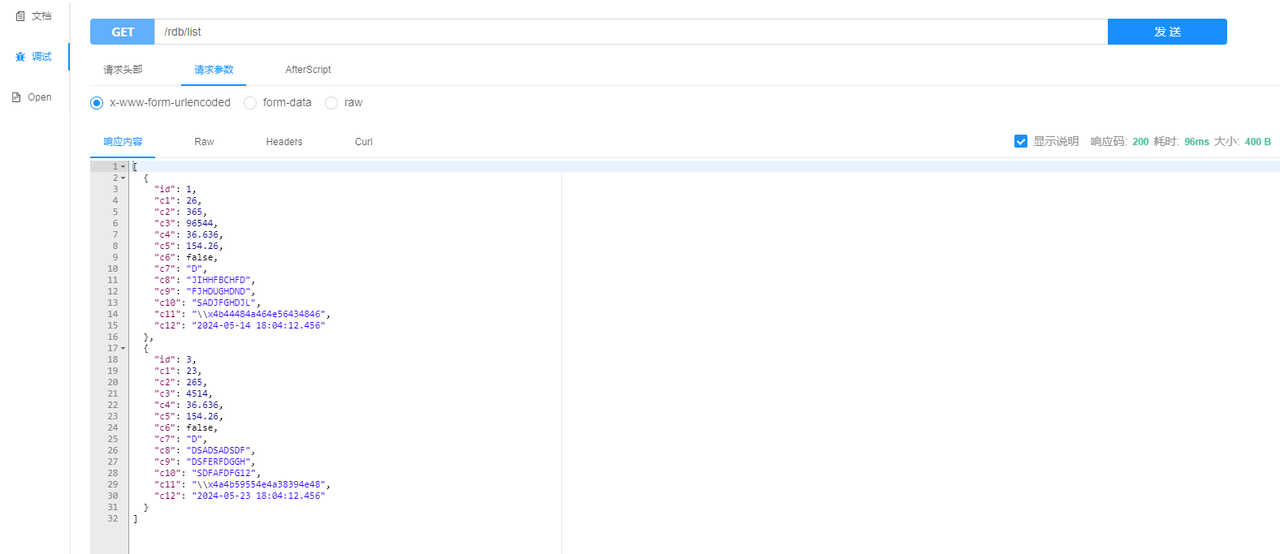 文档
调试
Open
GET /rdb/list 发 送
请求头部 请求参数 AfterScript
x-www-form-urlencoded form-data raw
响应内容 Raw Headers Curl 显示说明 响应码: 200 耗时: 96ms 大小: 400 B
1 [
2 {
3 "id": 1,
4 "c1": 26,
5 "c2": 365,
6 "c3": 96544,
7 "c4": 36.636,
8 "c5": 154.26,
9 "c6": false,
10 "c7": "D",
11 "c8": "JIHHFBCHFD",
12 "c9": "FJHDUGHDND",
13 "c10": "SADJFGHDJL",
14 "c11": "\\x4b44484a464e56434846",
15 "c12": "2024-05-14 18:04:12.456"
16 },
17 {
18 "id": 3,
19 "c1": 23,
20 "c2": 265,
21 "c3": 4514,
22 "c4": 36.636,
23 "c5": 154.26,
24 "c6": false,
25 "c7": "D",
26 "c8": "DSADSADSDF",
27 "c9": "DSFERFDGGH",
28 "c10": "SDFAFDFG12",
29 "c11": "\\x4a4b59554e4a38394e48",
30 "c12": "2024-05-23 18:04:12.456"
31 }
32 ]